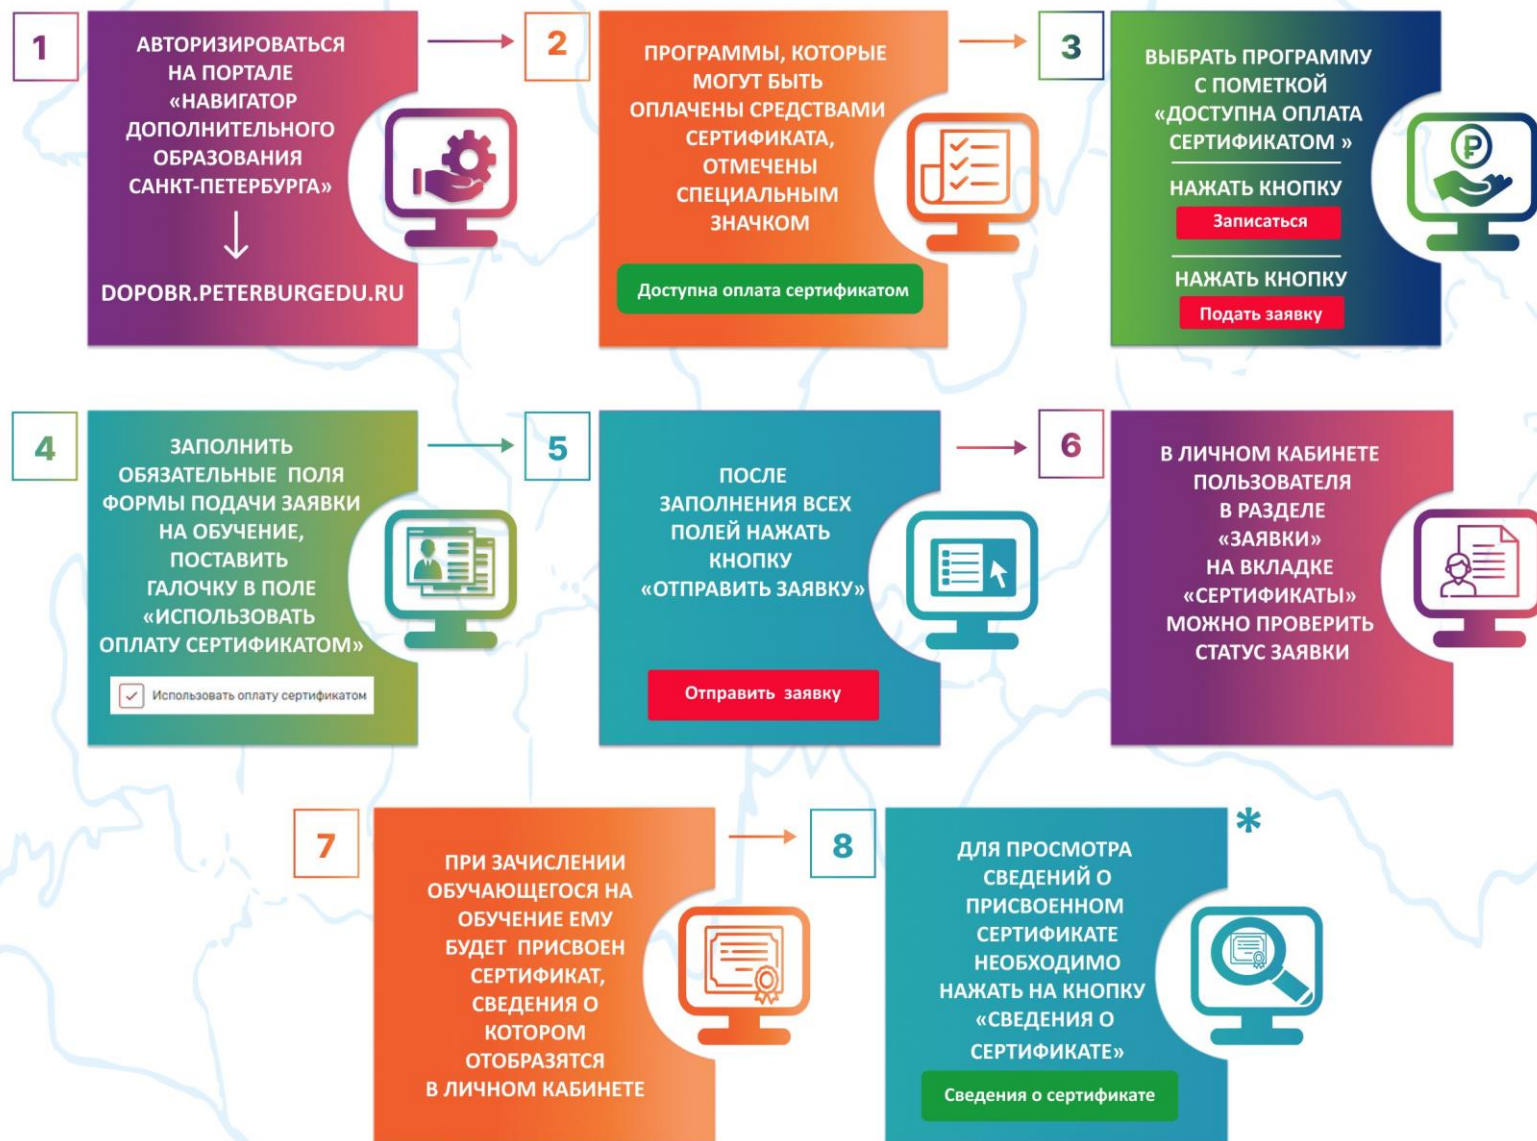 1
АВТОРИЗИРОВАТЬСЯ
НА ПОРТАЛЕ
«НАВИГАТОР
ДОПОЛНИТЕЛЬНОГО
ОБРАЗОВАНИЯ
САНКТ-ПЕТЕРБУРГА»
DOPOBR.PETERBURGEDU.RU
2
ПРОГРАММЫ, КОТОРЫЕ
МОГУТ БЫТЬ
ОПЛАЧЕНЫ СРЕДСТВАМИ
СЕРТИФИКАТА,
ОТМЕЧЕНЫ
СПЕЦИАЛЬНЫМ
ЗНАЧКОМ
Доступна оплата сертификатом
3
ВЫБРАТЬ ПРОГРАММУ
С ПОМЕТКОЙ
«ДОСТУПНА ОПЛАТА
СЕРТИФИКАТОМ »
НАЖАТЬ КНОПКУ
Записаться
НАЖАТЬ КНОПКУ
Подать заявку
4
ЗАПОЛНИТЬ
ОБЯЗАТЕЛЬНЫЕ ПОЛЯ
ФОРМЫ ПОДАЧИ ЗАЯВКИ
НА ОБУЧЕНИЕ,
ПОСТАВИТЬ
ГАЛОЧКУ В ПОЛЕ
«ИСПОЛЬЗОВАТЬ
ОПЛАТУ СЕРТИФИКАТОМ»
Использовать оплату сертификатом
5
ПОСЛЕ
ЗАПОЛНЕНИЯ ВСЕХ
ПОЛЕЙ НАЖАТЬ
КНОПКУ
«ОТПРАВИТЬ ЗАЯВКУ»
Отправить заявку
6
В ЛИЧНОМ КАБИНЕТЕ
ПОЛЬЗОВАТЕЛЯ
В РАЗДЕЛЕ
«ЗАЯВКИ»
НА ВКЛАДКЕ
«СЕРТИФИКАТЫ»
МОЖНО ПРОВЕРИТЬ
СТАТУС ЗАЯВКИ
7
ПРИ ЗАЧИСЛЕНИИ
ОБУЧАЮЩЕГОСЯ НА
ОБУЧЕНИЕ ЕМУ
БУДЕТ ПРИСВОЕН
СЕРТИФИКАТ,
СВЕДЕНИЯ О
КОТОРОМ
ОТОБРАЗЯТСЯ
В ЛИЧНОМ КАБИНЕТЕ
8
*
ДЛЯ ПРОСМОТРА
СВЕДЕНИЙ О
ПРИСВОЕННОМ
СЕРТИФИКАТЕ
НЕОБХОДИМО
НАЖАТЬ НА КНОПКУ
«СВЕДЕНИЯ О
СЕРТИФИКАТЕ»
Сведения о сертификате